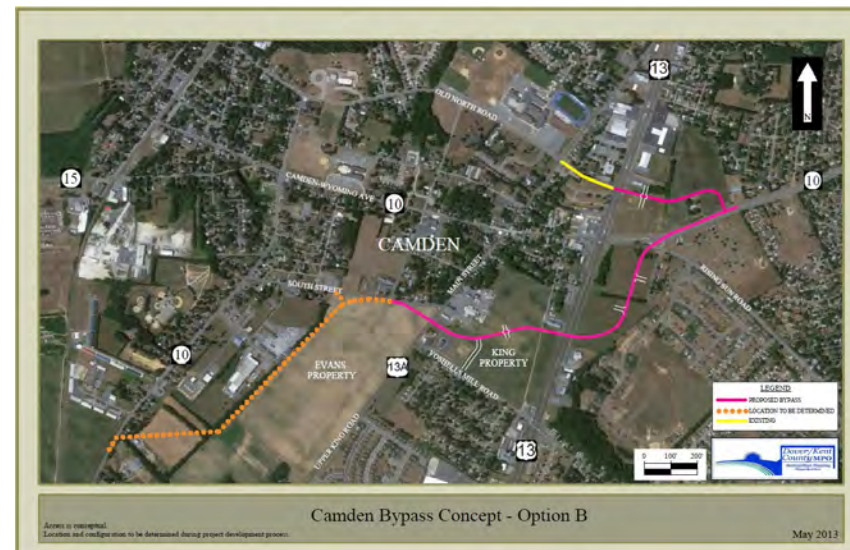 13
N
OLD NORTH ROAD
15
10
CAMDEN-WYOMING AVE
10
CAMDEN
MAIN STREET
RISING SUN ROAD
SOUTH STREET
10
EVANS
PROPERTY
13A
KING
PROPERTY
UPPER KING ROAD
13
LEGEND
PROPOSED BYPASS
LOCATION TO BE DETERMINED
EXISTING
0 100' 200'
Dover/Kent
County MPO
Camden Bypass Concept - Option B
Access is conceptual.
Location and configuration to be determined during project development process.
May 2013